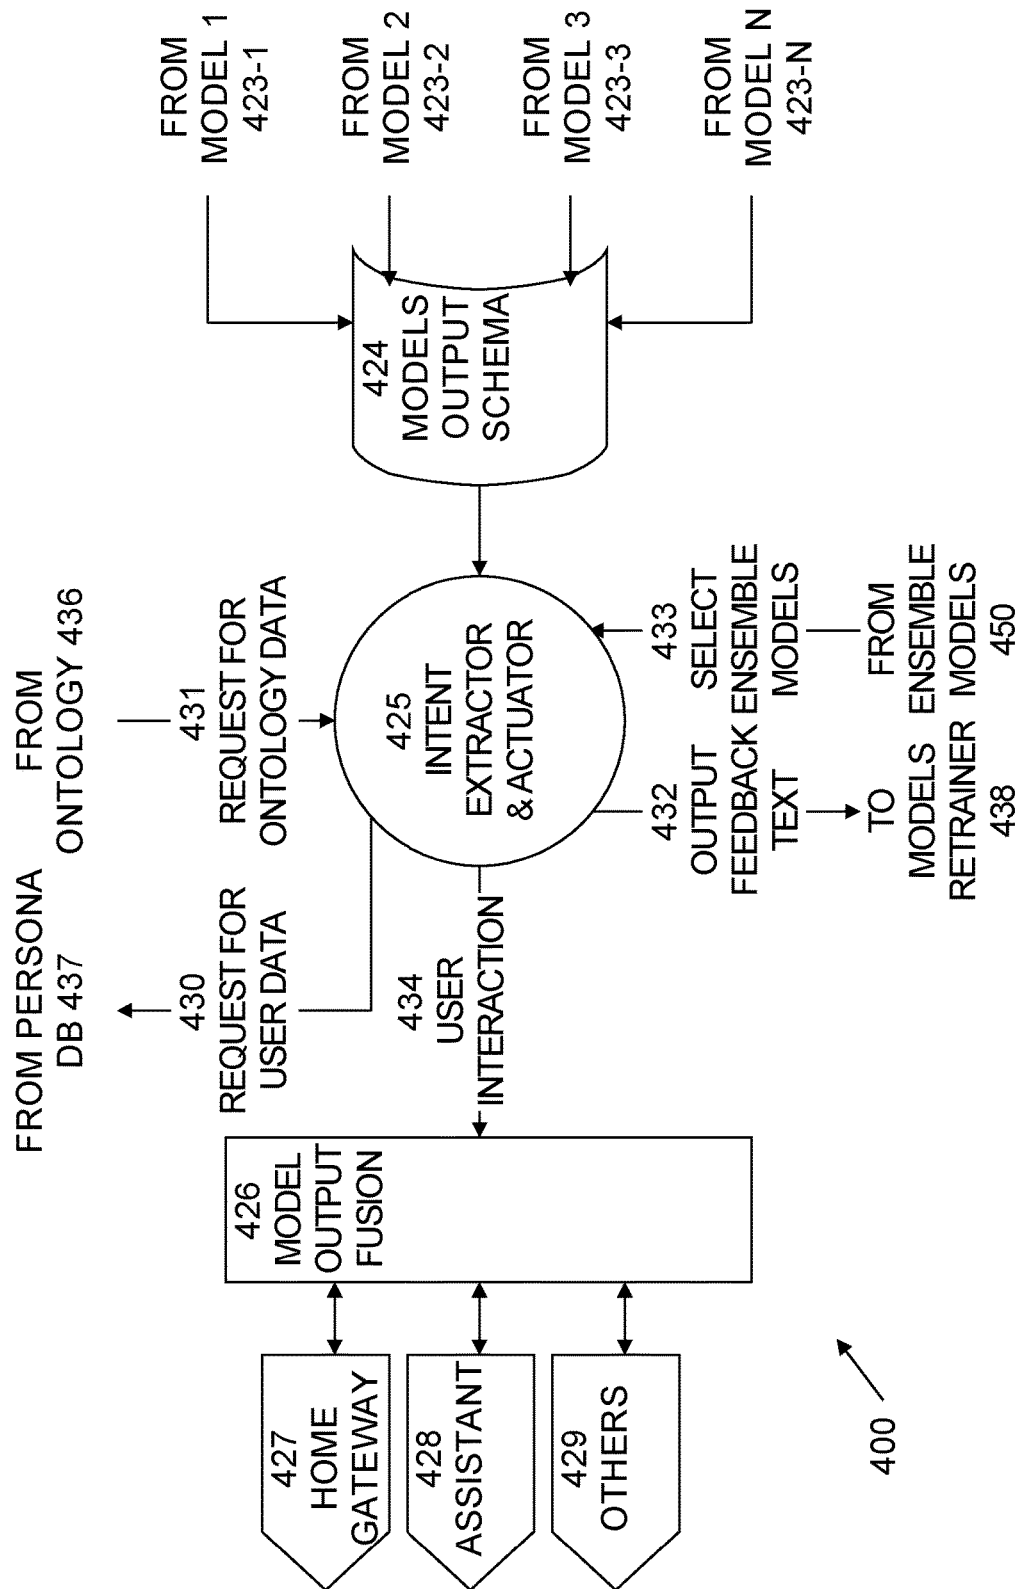 400
429
OTHERS
428
ASSISTANT
427
HOME
GATEWAY
426
MODEL
OUTPUT
FUSION
434
USER
INTERACTION
FROM PERSONA
DB 437
430
REQUEST FOR
USER DATA
425
INTENT
EXTRACTOR
& ACTUATOR
FROM
ONTOLOGY 436
431
REQUEST FOR
ONTOLOGY DATA
432
OUTPUT
FEEDBACK
TEXT
TO
MODELS
RETRAINER
438
433
SELECT
ENSEMBLE
MODELS
FROM
ENSEMBLE
MODELS
450
424
MODELS
OUTPUT
SCHEMA
FROM
MODEL 1
423-1
FROM
MODEL 2
423-2
FROM
MODEL 3
423-3
FROM
MODEL N
423-N